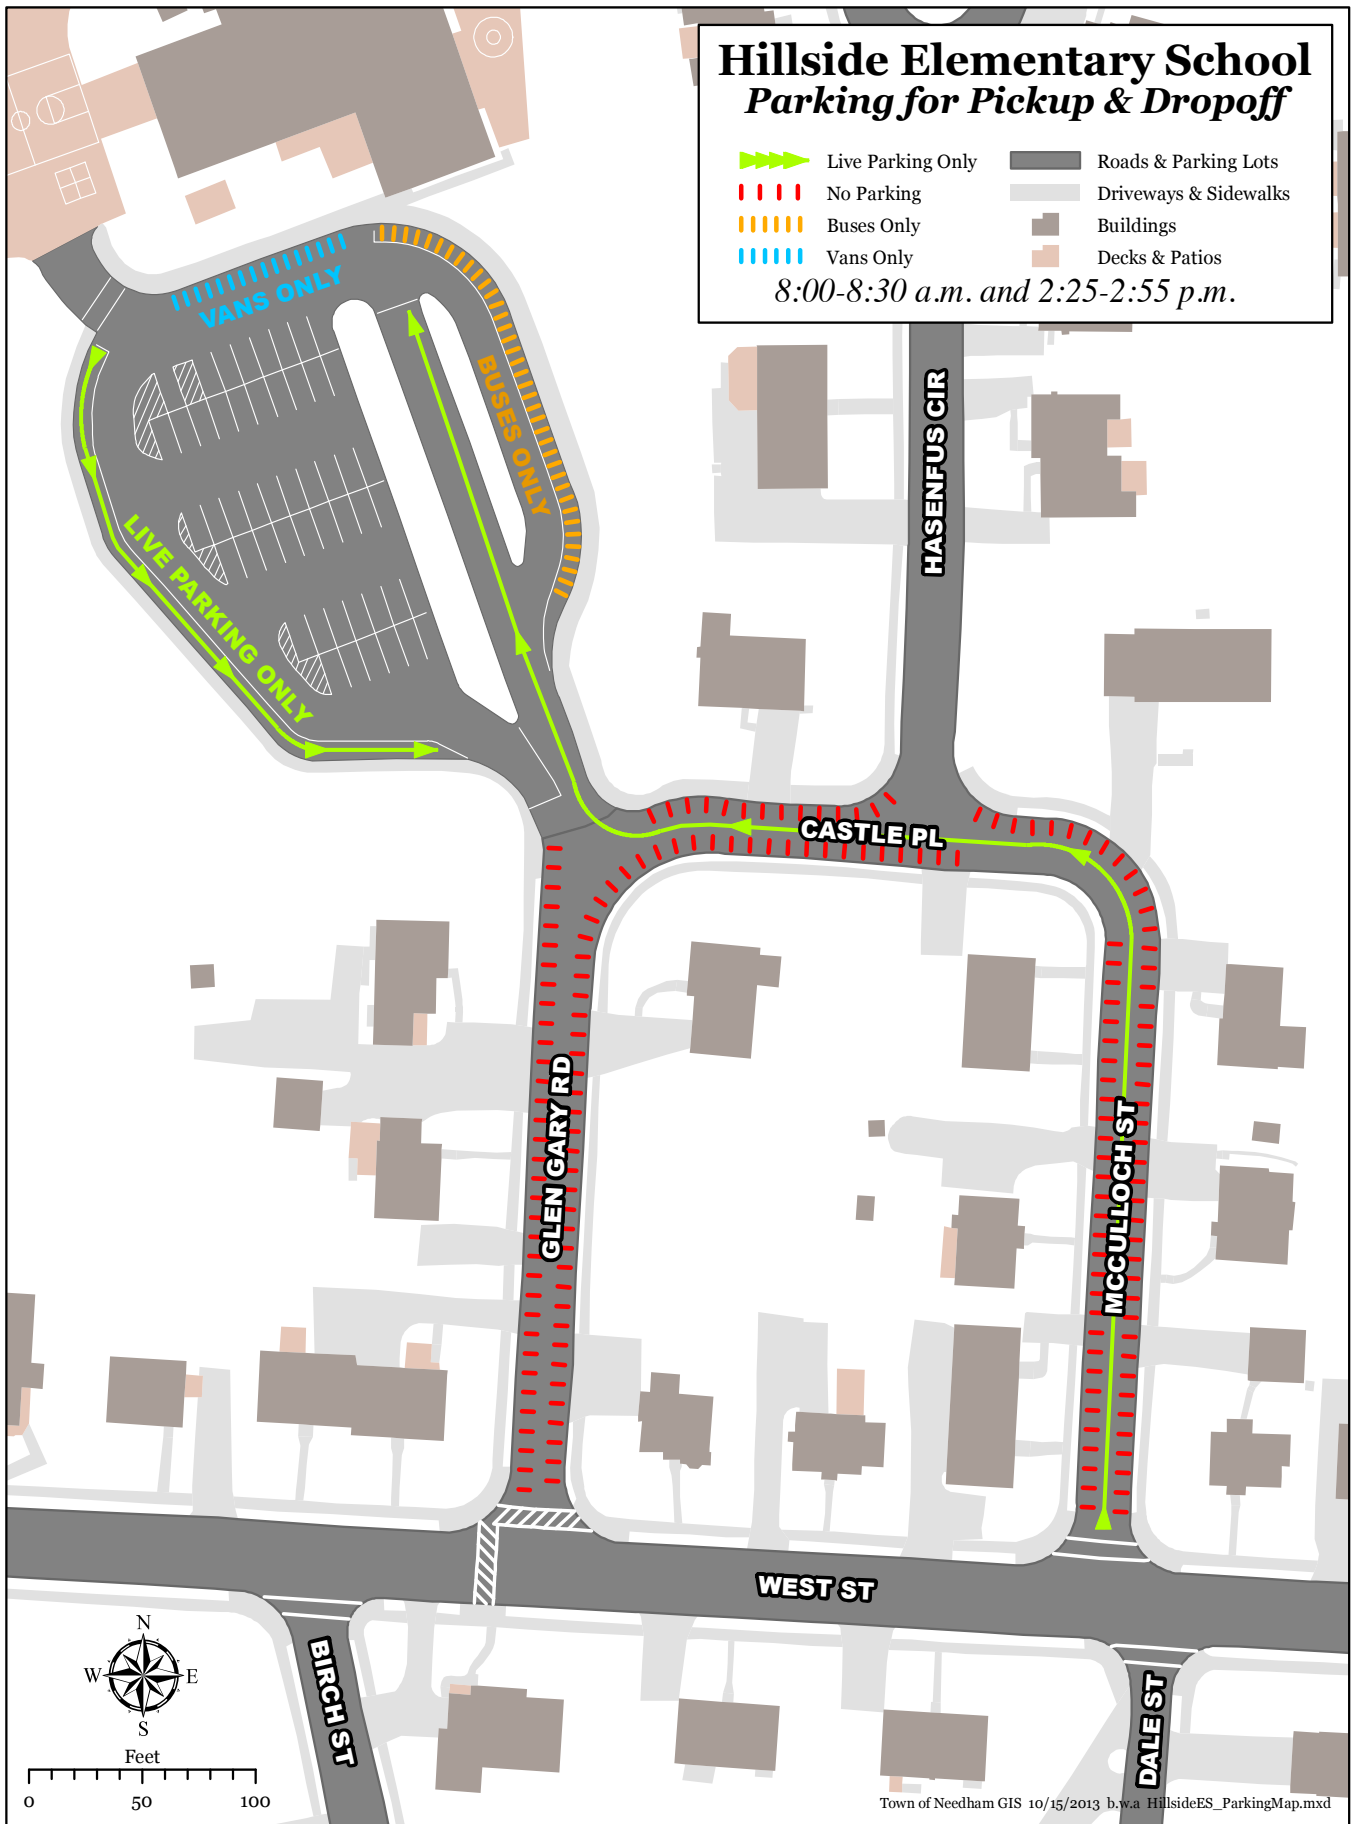 Hillside Elementary School
Parking for Pickup & Dropoff
Live Parking Only
No Parking
Buses Only
Vans Only
Roads & Parking Lots
Driveways & Sidewalks
Buildings
Decks & Patios
8:00-8:30 a.m. and 2:25-2:55 p.m.
VANS ONLY
BUSES ONLY
LIVE PARKING ONLY
HASENFUS CIR
CASTLE PL
GLEN GARY RD
MCCULLOCH ST
WEST ST
BIRCH ST
DALE ST
N
W E
S
Feet
0 50 100
Town of Needham GIS 10/15/2013 b.w.a HillsideES_ParkingMap.mxd